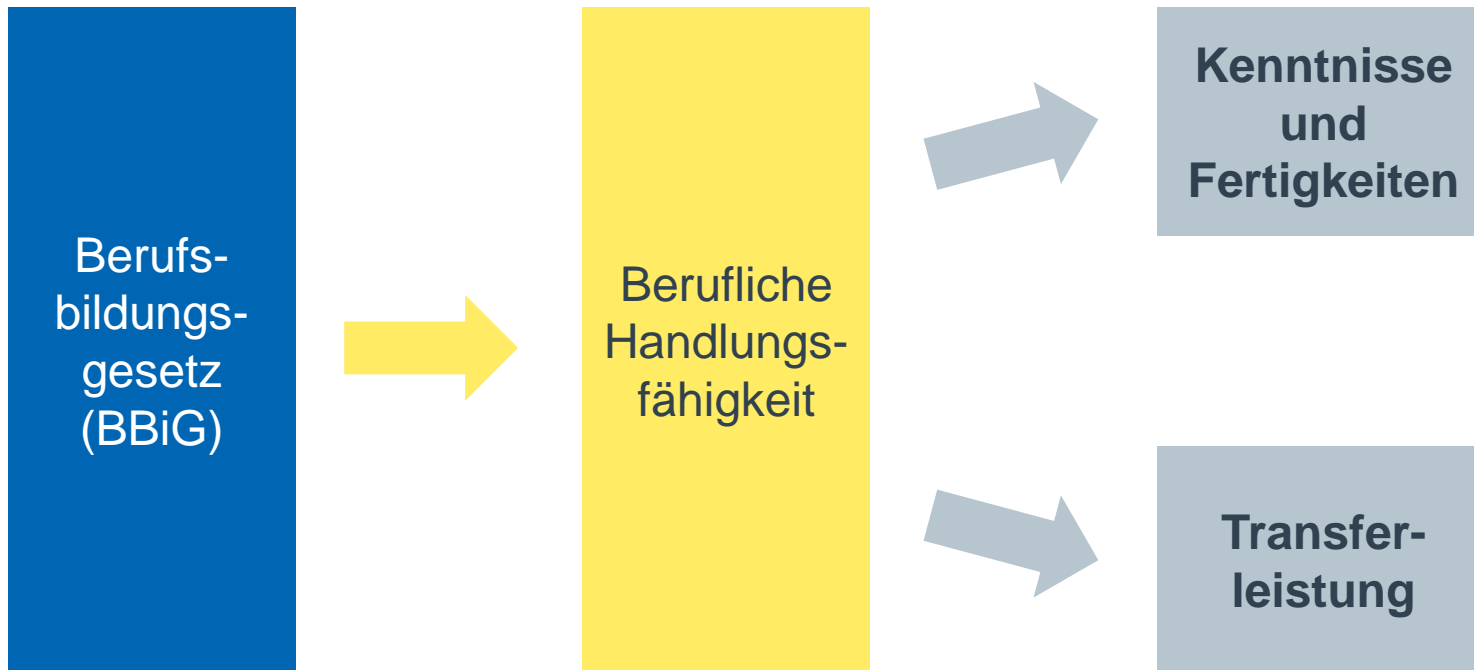 Berufs-
bildungs-
gesetz
(BBiG)
Berufliche
Handlungs-
fähigkeit
Kenntnisse
und
Fertigkeiten
Transfer-
leistung